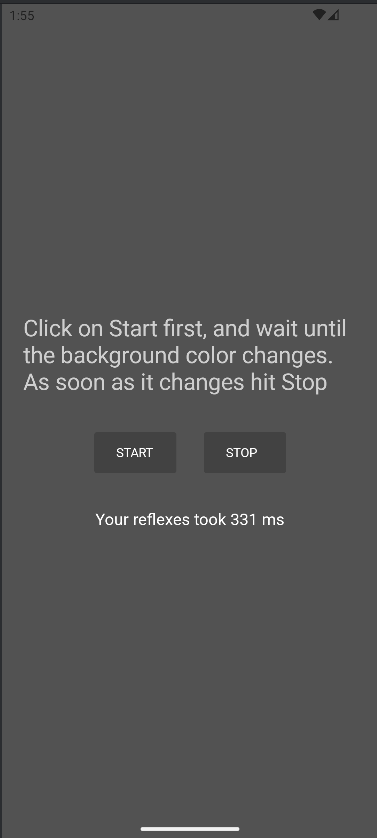 1:55
Click on Start first, and wait until
the background color changes.
As soon as it changes hit Stop
START STOP
Your reflexes took 331 ms